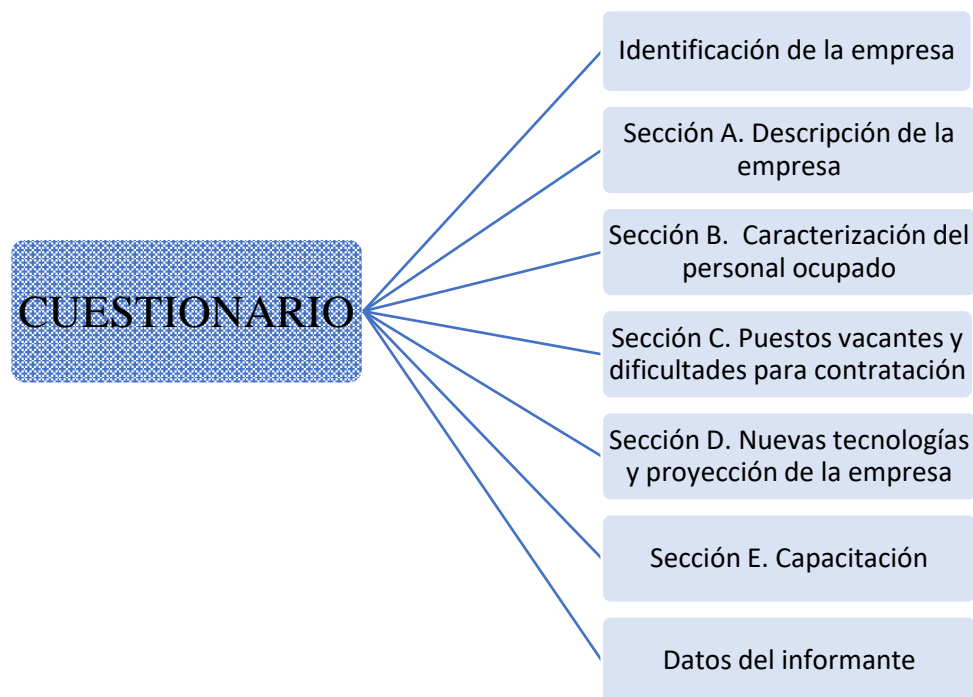 Identificación de la empresa
Sección A. Descripción de la
empresa
Sección B. Caracterización del
personal ocupado
CUESTIONARIO
Sección C. Puestos vacantes y
dificultades para contratación
Sección D. Nuevas tecnologías
y proyección de la empresa
Sección E. Capacitación
Datos del informante